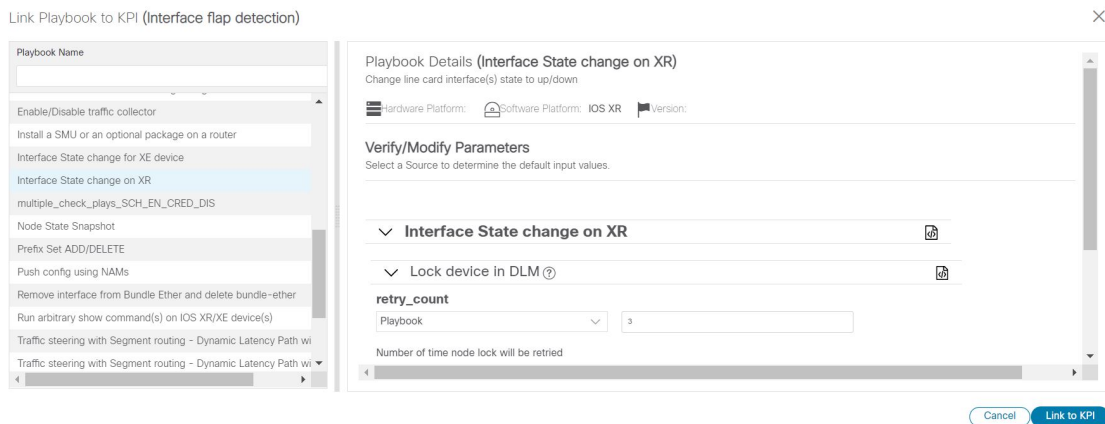 Link Playbook to KPI (Interface flap detection)
Playbook Name
Enable/Disable traffic collector
Install a SMU or an optional package on a router
Interface State change for XE device
Interface State change on XR
multiple_check_plays_SCH_EN_CRED_DIS
Node State Snapshot
Prefix Set ADD/DELETE
Push config using NAMs
Remove interface from Bundle Ether and delete bundle-ether
Run arbitrary show command(s) on IOS XR/XE device(s)
Traffic steering with Segment routing - Dynamic Latency Path wi
Traffic steering with Segment routing - Dynamic Latency Path wi
Playbook Details (Interface State change on XR)
Change line card interface(s) state to up/down
Hardware Platform: Software Platform: IOS XR Version:
Verify/Modify Parameters
Select a Source to determine the default input values.
Interface State change on XR
Lock device in DLM ?
retry_count
Playbook 3
Number of time node lock will be retried
Cancel Link to KPI